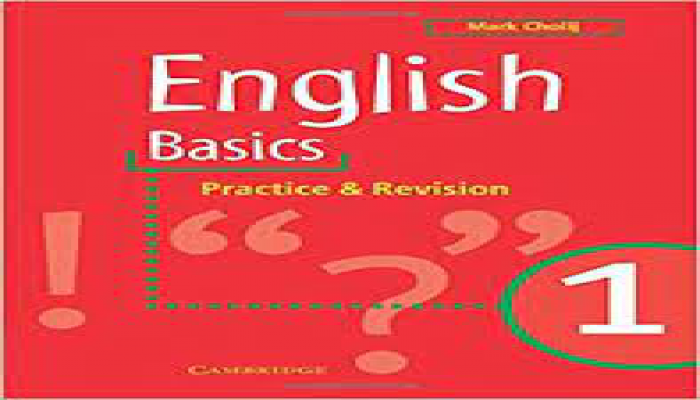 Mark Cholij
English
Basics
Practice & Revision
! “ ? ”
1
CAMBRIDGE